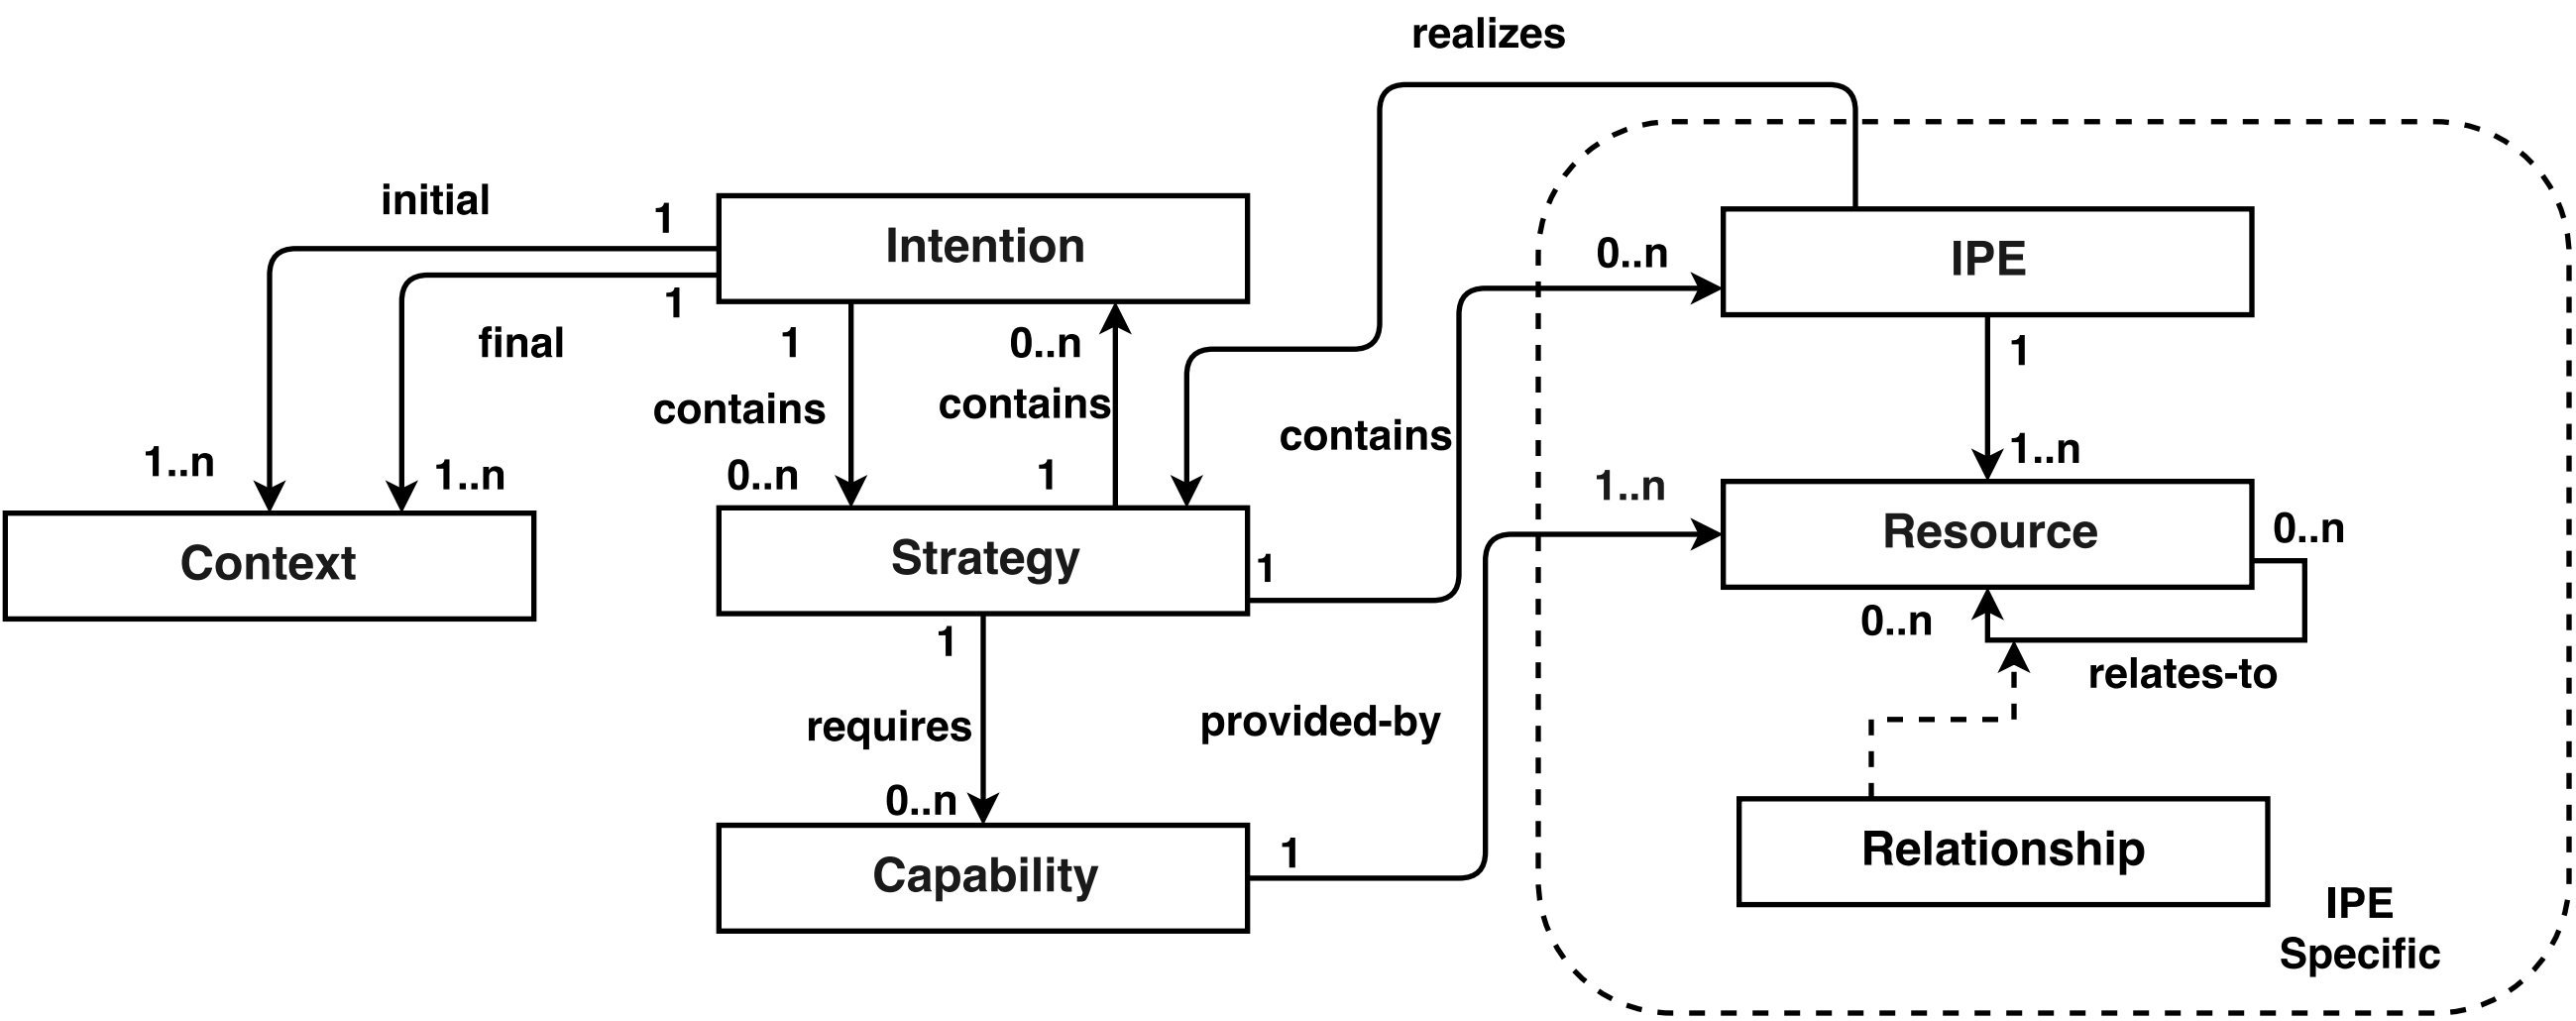 realizes
initial
1
Intention
IPE
0..n
1
final
1
0..n
1
contains
contains
contains
1..n
1..n
1..n
0..n
1
1..n
Context
Strategy
1
Resource
0..n
0..n
1
relates-to
requires
provided-by
0..n
Capability
1
Relationship
IPE
Specific